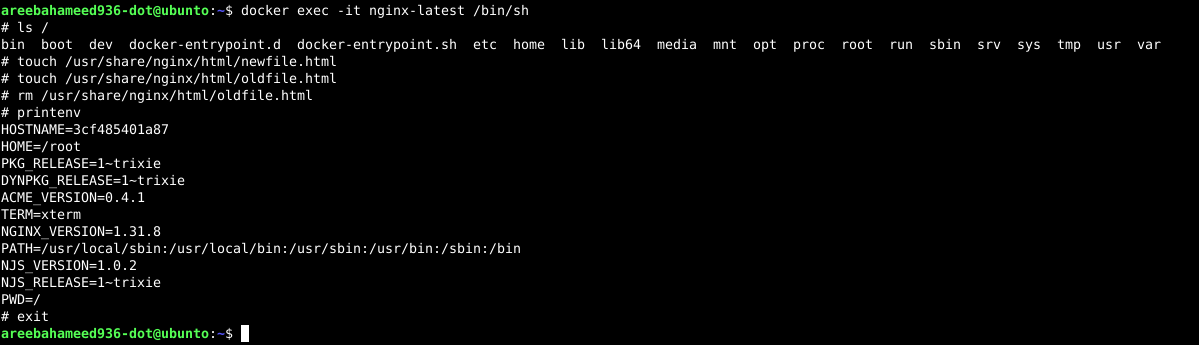 areebahameed936-dot@ubunto:~$ docker exec -it nginx-latest /bin/sh
# ls /
bin  boot  dev  docker-entrypoint.d  docker-entrypoint.sh  etc  home  lib  lib64  media  mnt  opt  proc  root  run  sbin  srv  sys  tmp  usr  var
# touch /usr/share/nginx/html/newfile.html
# touch /usr/share/nginx/html/oldfile.html
# rm /usr/share/nginx/html/oldfile.html
# printenv
HOSTNAME=3cf485401a87
HOME=/root
PKG_RELEASE=1~trixie
DYNPKG_RELEASE=1~trixie
ACME_VERSION=0.4.1
TERM=xterm
NGINX_VERSION=1.31.8
PATH=/usr/local/sbin:/usr/local/bin:/usr/sbin:/usr/bin:/sbin:/bin
NJS_VERSION=1.0.2
NJS_RELEASE=1~trixie
PWD=/
# exit
areebahameed936-dot@ubunto:~$